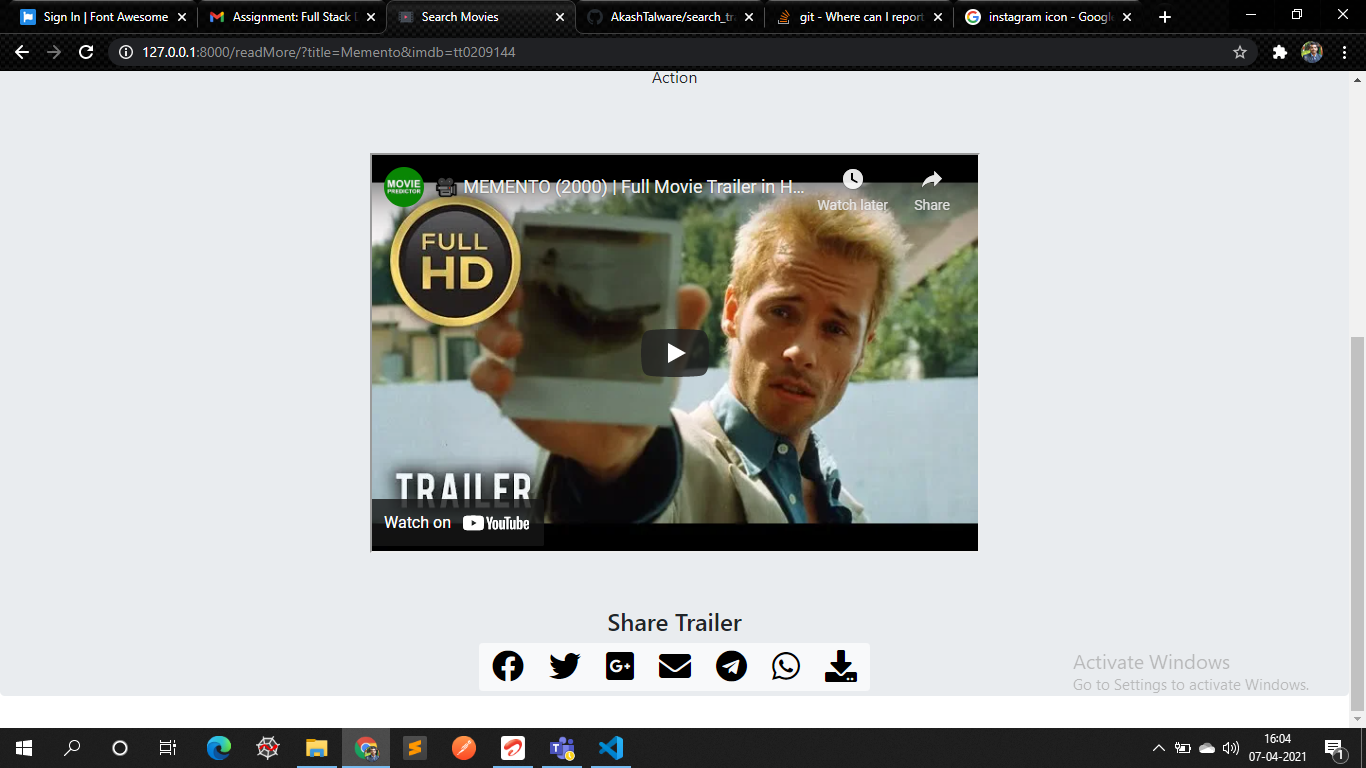 Sign In | Font Awesome
Assignment: Full Stack
Search Movies
AkashTalware/search_tr
git - Where can I report
instagram icon - Google
127.0.0.1:8000/readMore/?title=Memento&imdb=tt0209144
Action
MOVIE
PREDICTOR
MEMENTO (2000) | Full Movie Trailer in H...
Watch later
Share
FULL
HD
TRAILER
Watch on YouTube
Share Trailer
G+
Activate Windows
Go to Settings to activate Windows.
16:04
07-04-2021
1